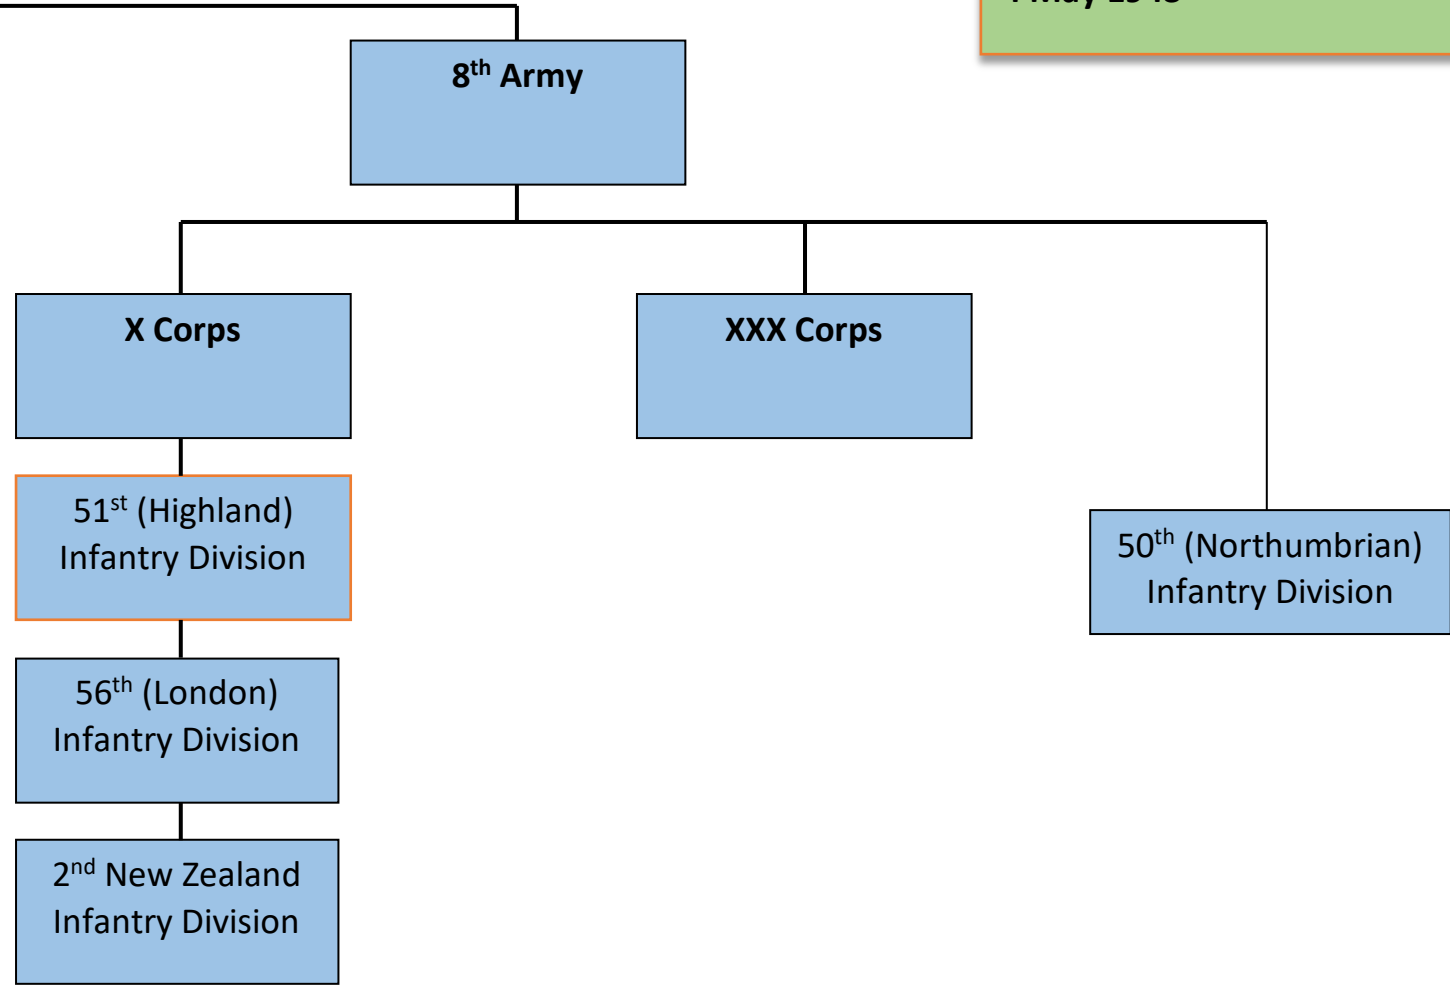 8th Army
X Corps
XXX Corps
51st (Highland)
Infantry Division
50th (Northumbrian)
Infantry Division
56th (London)
Infantry Division
2nd New Zealand
Infantry Division